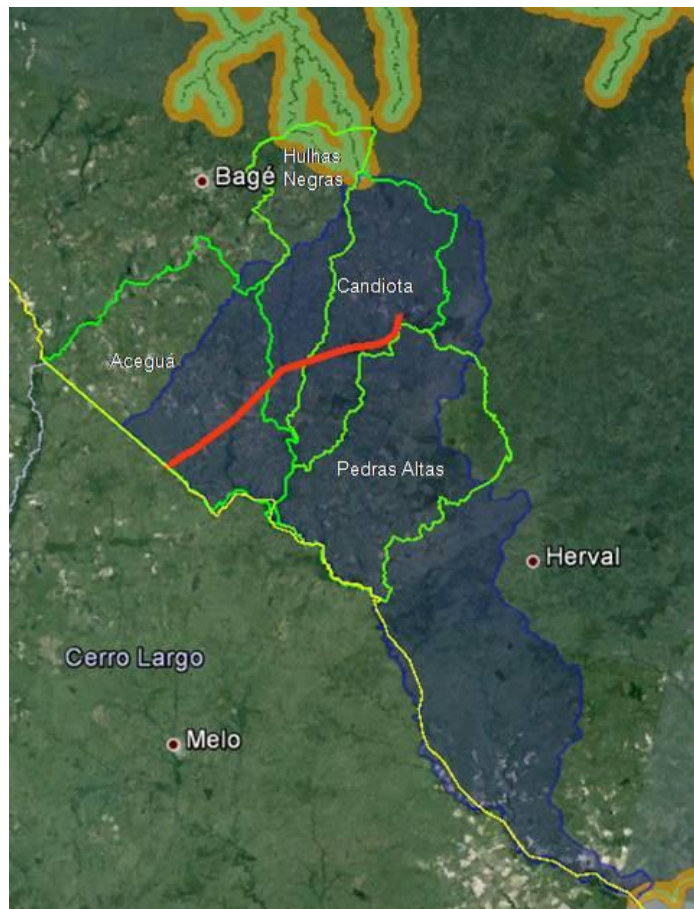 Hulhas
Negras
Bagé
Candiota
Aceguá
Pedras Altas
Herval
Cerro Largo
Melo